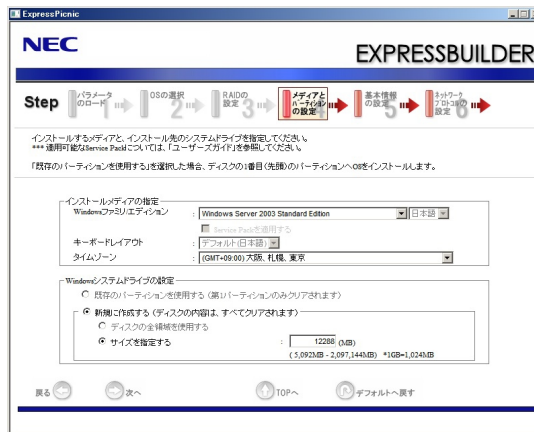 ExpressPicnic
NEC
EXPRESSBUILDER
Step パラメータのロード 1 OSの選択 2 RAIDの設定 3 メディアとパーティションの設定 4 基本情報の設定 5 ネットワークプロトコルの設定 6
インストールするメディアと、インストール先のシステムドライブを指定してください。
*** 適用可能なService Packについては、「ユーザーズガイド」を参照してください。
「既存のパーティションを使用する」を選択した場合、ディスクの1番目(先頭)のパーティションへOSをインストールします。
インストールメディアの指定
Windowsファミリ/エディション : Windows Server 2003 Standard Edition 日本語
Service Packを適用する
キーボードレイアウト : デフォルト(日本語)
タイムゾーン : (GMT+09:00) 大阪、札幌、東京
Windowsシステムドライブの設定
既存のパーティションを使用する (第1パーティションのみクリアされます)
新規に作成する (ディスクの内容は、すべてクリアされます)
ディスクの全領域を使用する
サイズを指定する : 12288 (MB)
( 5,092MB - 2,097,144MB) *1GB=1,024MB
戻る 次へ TOPへ デフォルトへ戻す